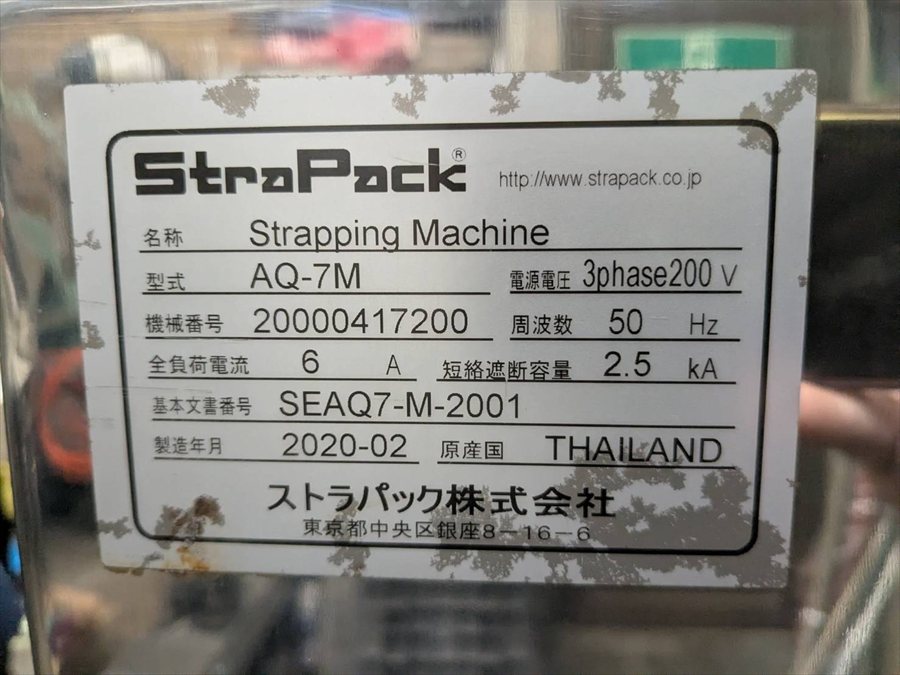 StraPack® http://www.strapack.co.jp
名称 Strapping Machine
型式 AQ-7M 電源電圧 3phase200 V
機械番号 20000417200 周波数 50 Hz
全負荷電流 6 A 短絡遮断容量 2.5 kA
基本文書番号 SEAQ7-M-2001
製造年月 2020-02 原産国 THAILAND
ストラパック株式会社
東京都中央区銀座8-16-6